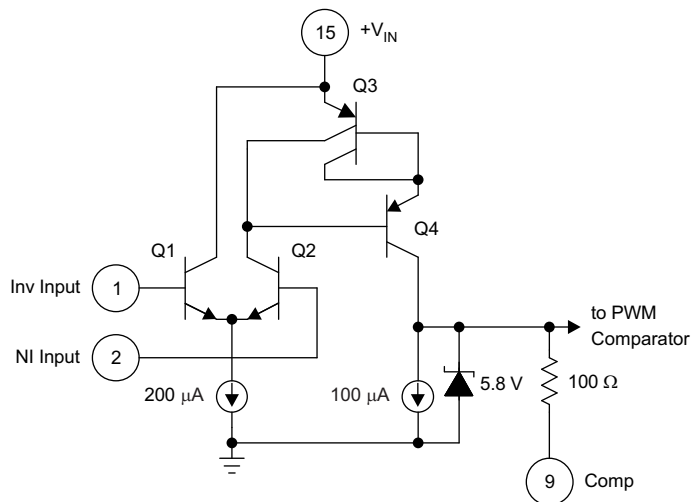 15
+V_IN
Q3
Q4
Q1
Q2
Inv Input
1
NI Input
2
to PWM
Comparator
200 µA
100 µA
5.8 V
100 Ω
9
Comp